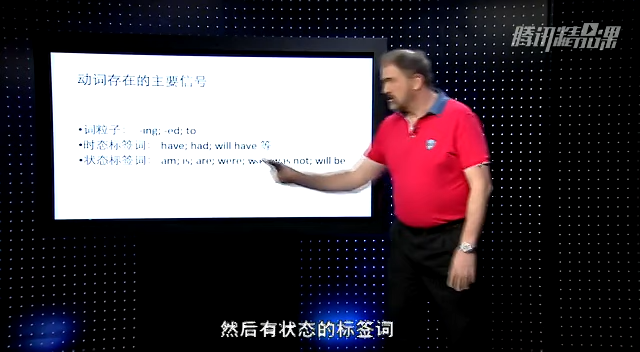 腾讯精品课
动词存在的主要信号
•词粒子： -ing; -ed; to
•时态标签词： have; had; will have 等
•状态标签词： am; is; are; were; is not; will be
然后有状态的标签词